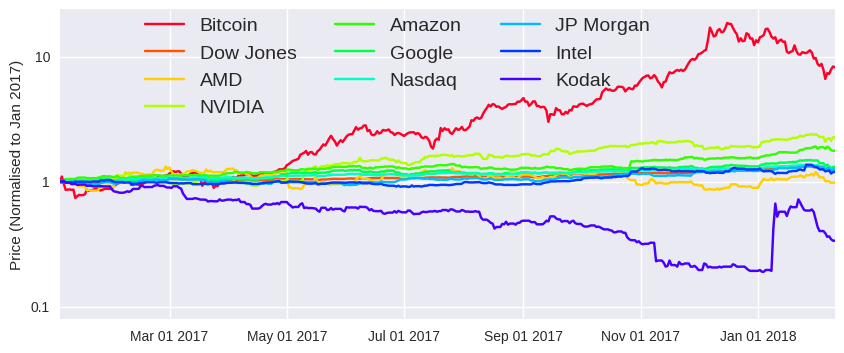 Price (Normalised to Jan 2017)
10
1
0.1
Bitcoin
Dow Jones
AMD
NVIDIA
Amazon
Google
Nasdaq
JP Morgan
Intel
Kodak
Mar 01 2017
May 01 2017
Jul 01 2017
Sep 01 2017
Nov 01 2017
Jan 01 2018